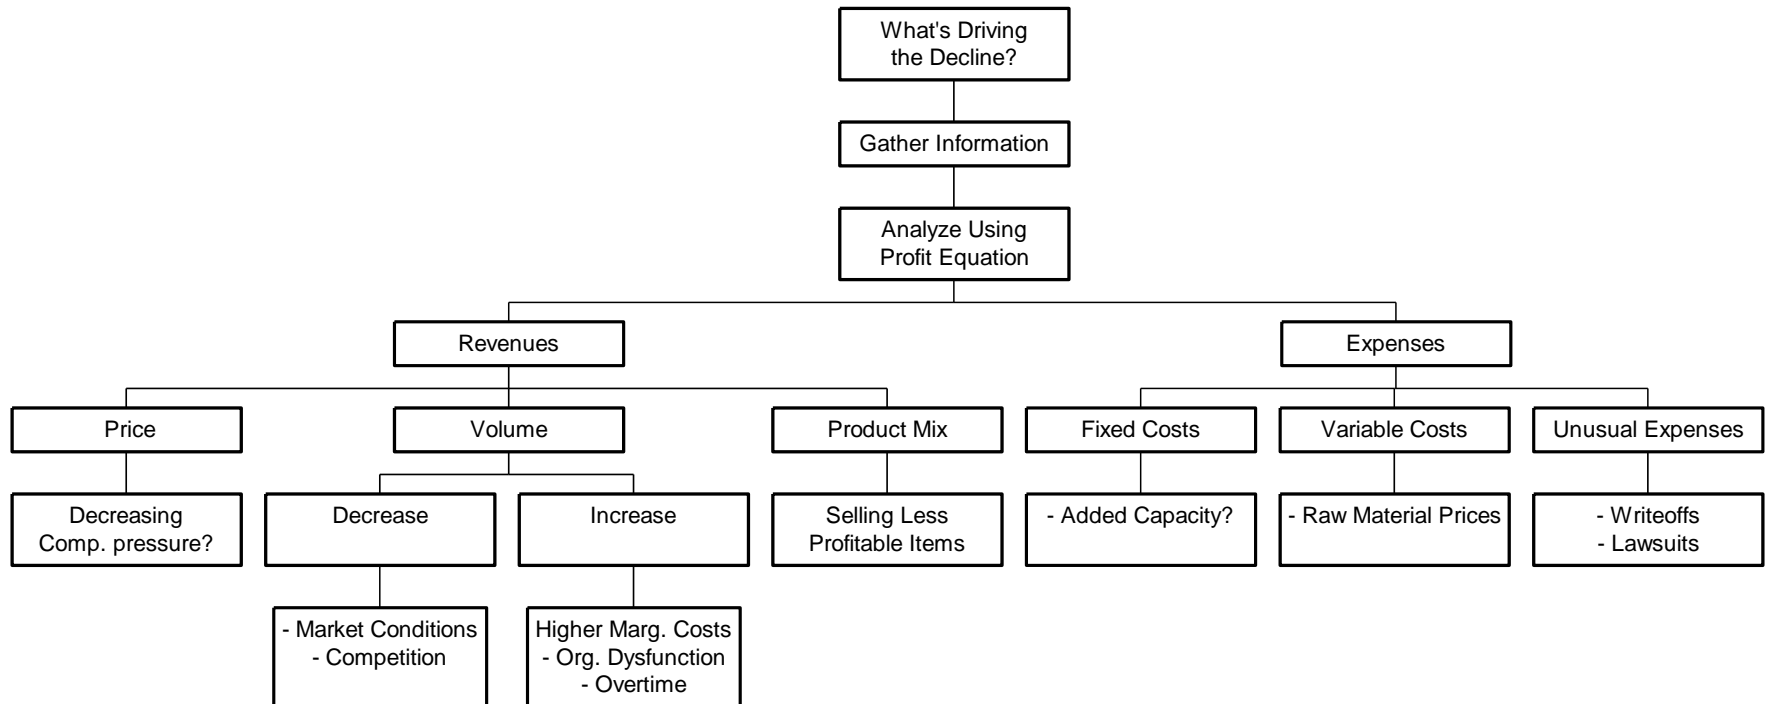 What's Driving
the Decline?
Gather Information
Analyze Using
Profit Equation
Revenues
Expenses
Price
Volume
Product Mix
Fixed Costs
Variable Costs
Unusual Expenses
Decreasing
Comp. pressure?
Decrease
Increase
Selling Less
Profitable Items
- Added Capacity?
- Raw Material Prices
- Writeoffs
- Lawsuits
- Market Conditions
- Competition
Higher Marg. Costs
- Org. Dysfunction
- Overtime